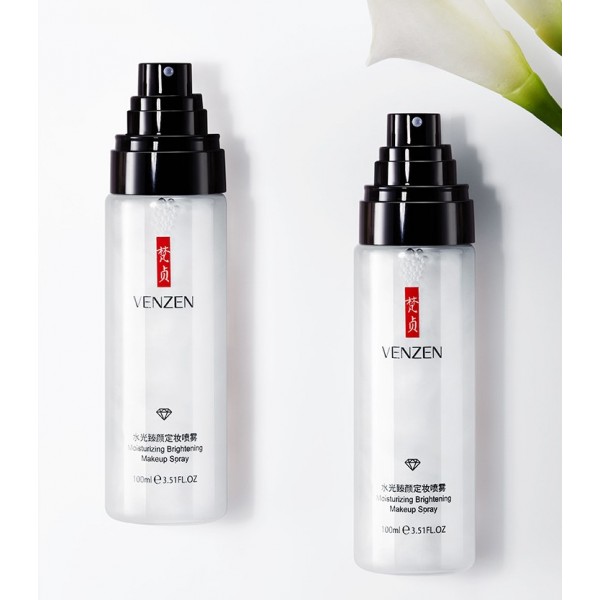 梵贞
VENZEN
水光臻颜定妆喷雾
Moisturizing Brightening
Makeup Spray
100ml e 3.51FL.OZ
梵贞
VENZEN
水光臻颜定妆喷雾
Moisturizing Brightening
Makeup Spray
100ml e 3.51FL.OZ